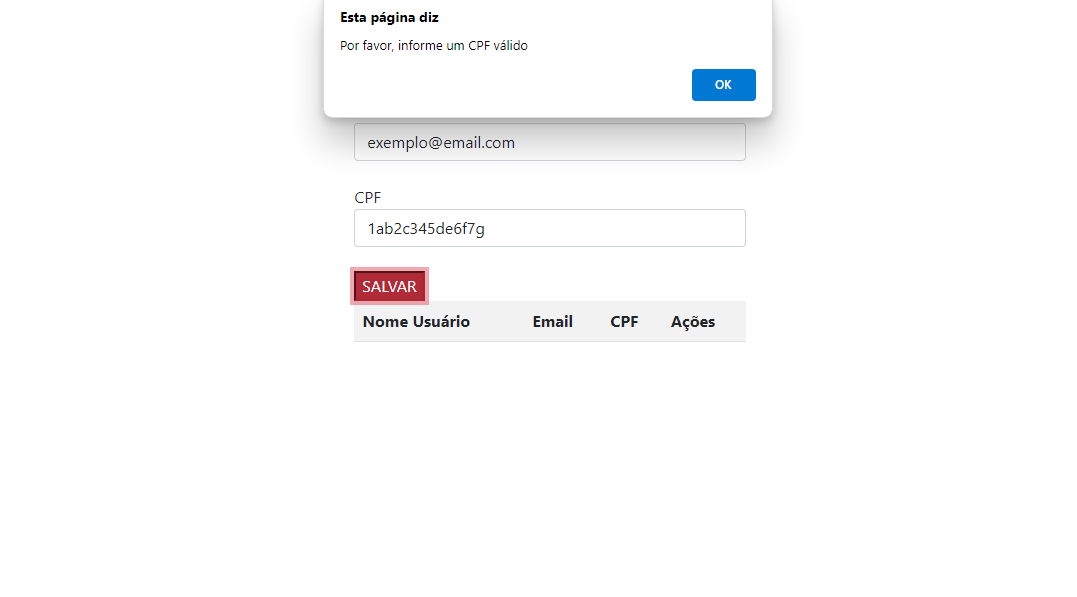 Esta página diz
Por favor, informe um CPF válido
OK
exemplo@email.com
CPF
1ab2c345de6f7g
SALVAR
Nome Usuário Email CPF Ações